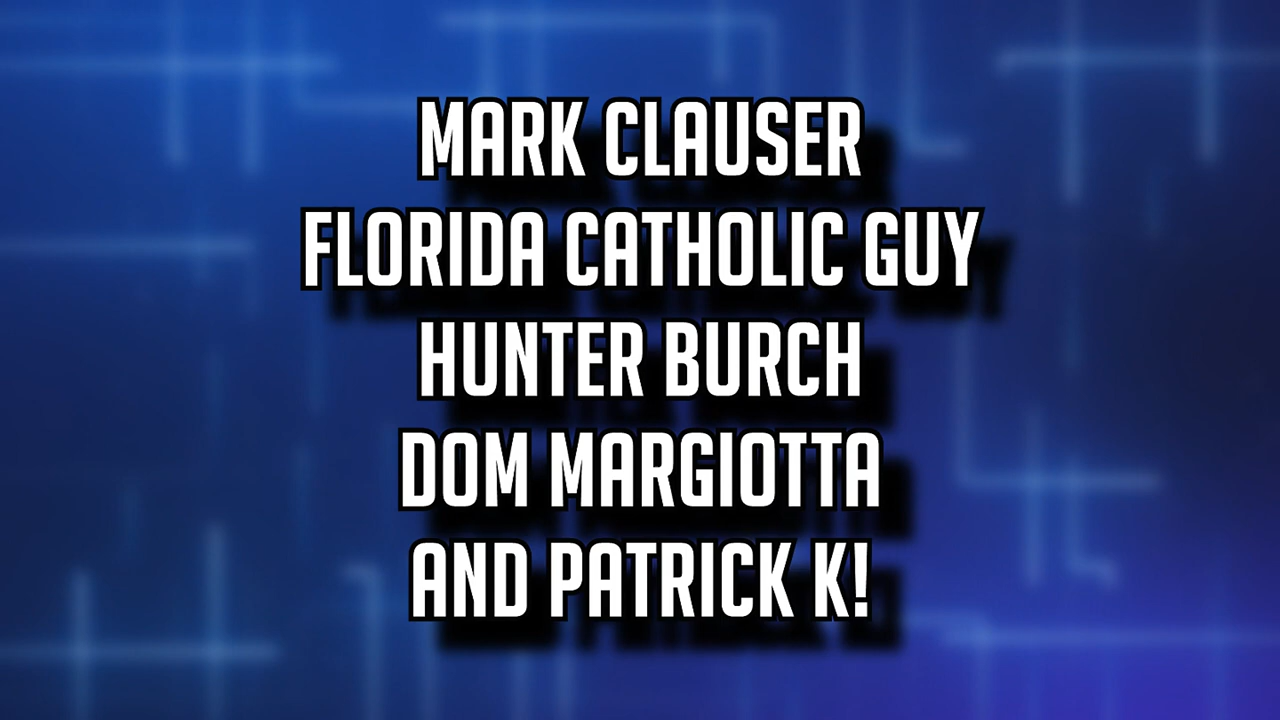 MARK CLAUSER
FLORIDA CATHOLIC GUY
HUNTER BURCH
DOM MARGIOTTA
AND PATRICK K!